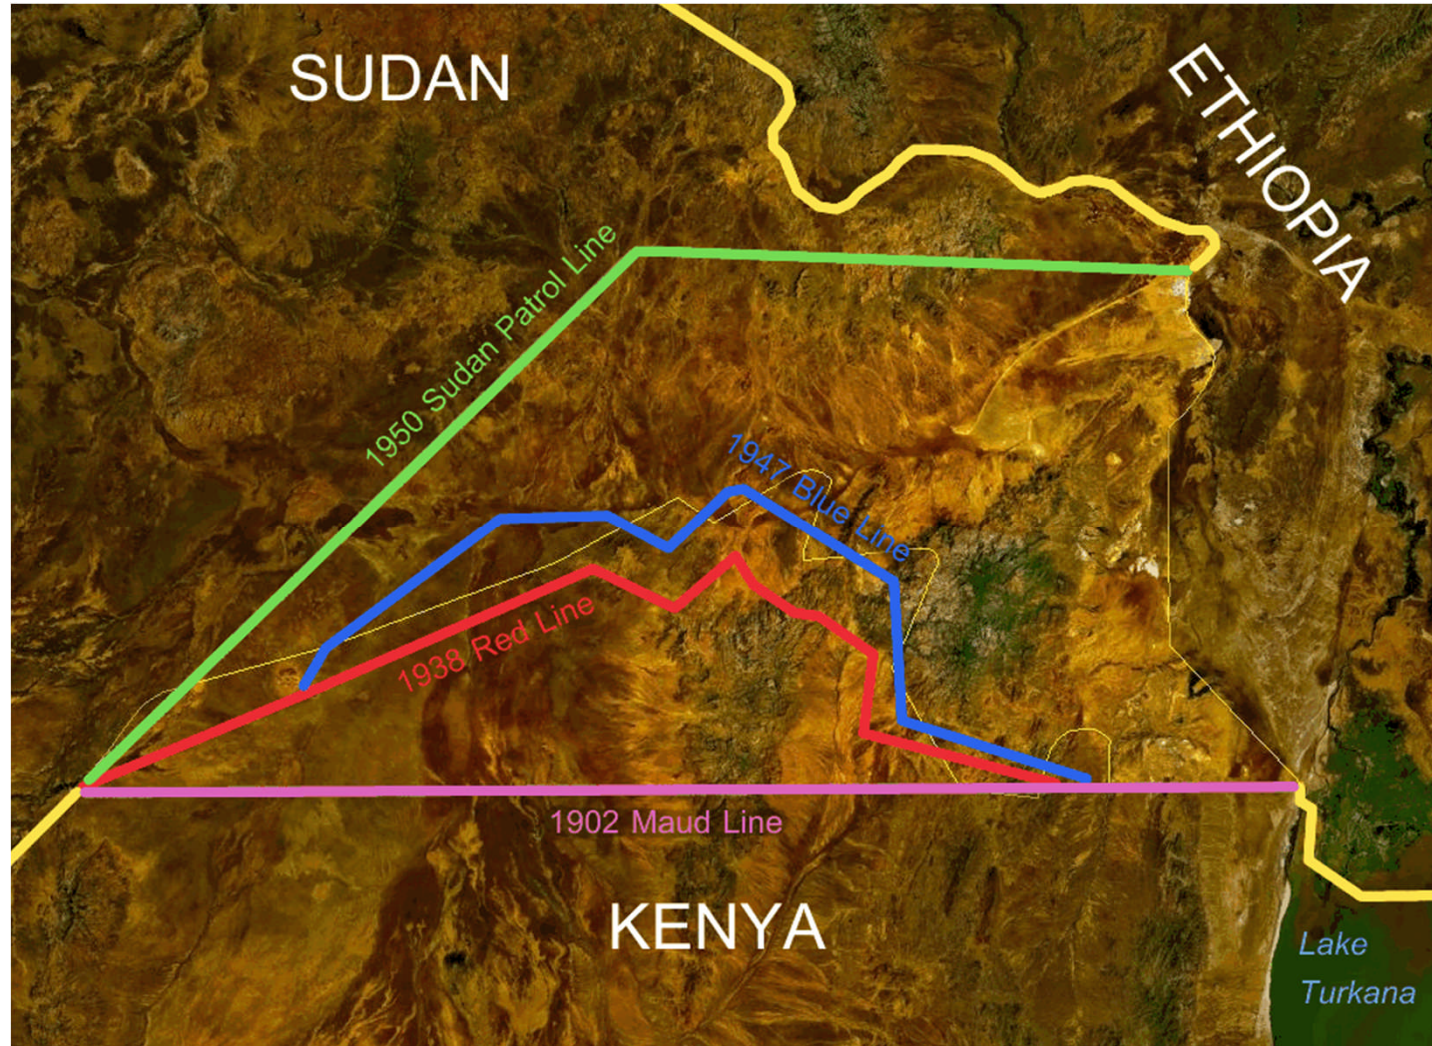 SUDAN
ETHIOPIA
1950 Sudan Patrol Line
1947 Blue Line
1938 Red Line
1902 Maud Line
KENYA
Lake
Turkana